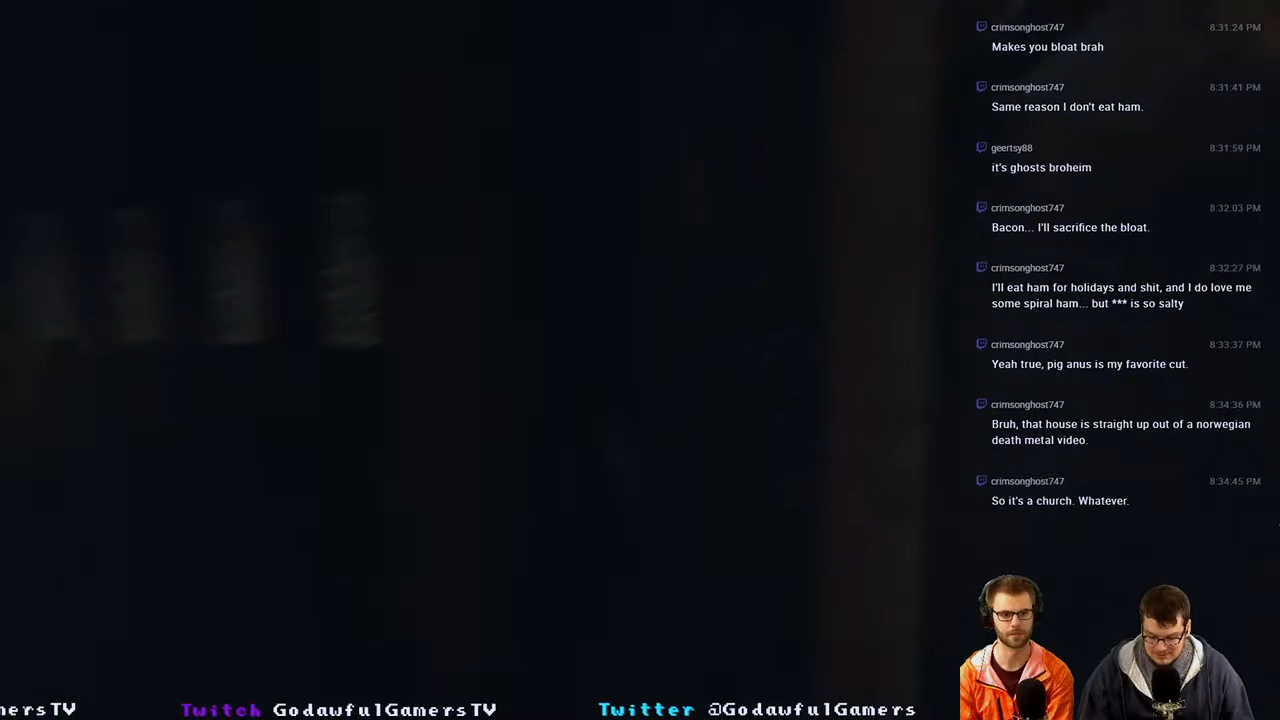 crimsonghost747 8:31:24 PM
Makes you bloat brah
crimsonghost747 8:31:41 PM
Same reason I don't eat ham.
geertsy88 8:31:59 PM
it's ghosts broheim
crimsonghost747 8:32:03 PM
Bacon... I'll sacrifice the bloat.
crimsonghost747 8:32:27 PM
I'll eat ham for holidays and shit, and I do love me
some spiral ham... but *** is so salty
crimsonghost747 8:33:37 PM
Yeah true, pig anus is my favorite cut.
crimsonghost747 8:34:36 PM
Bruh, that house is straight up out of a norwegian
death metal video.
crimsonghost747 8:34:45 PM
So it's a church. Whatever.
mersTV Twitch GodawfulGamersTV Twitter @GodawfulGamers